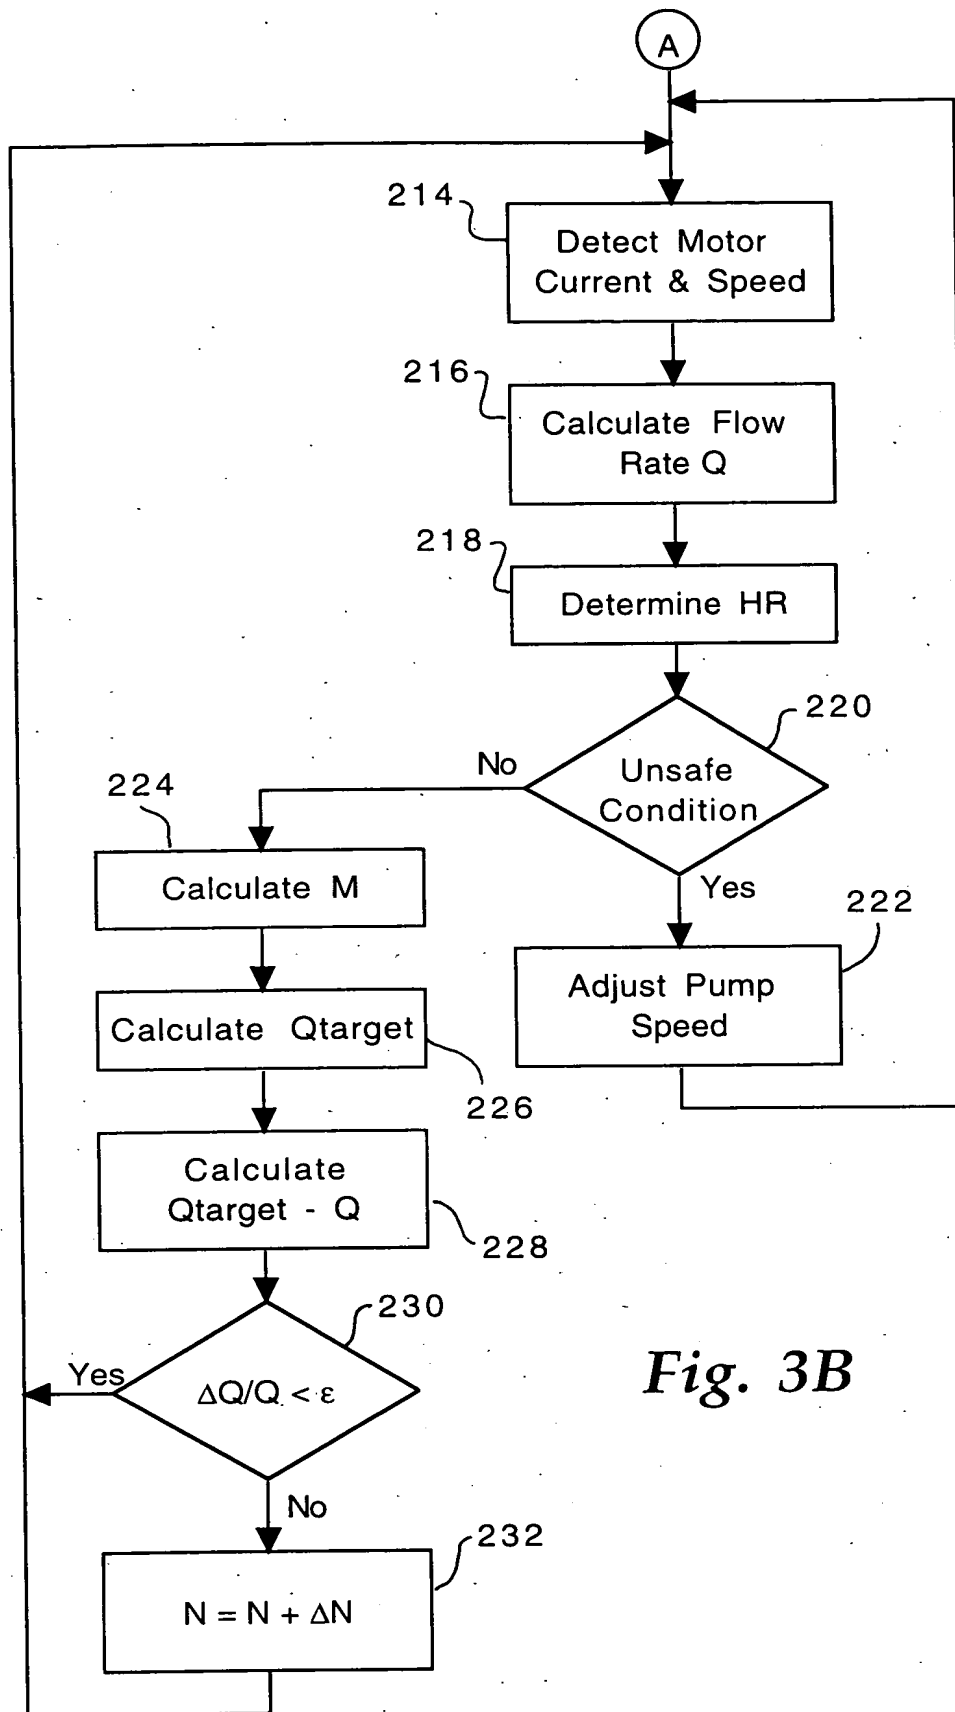 A
214
Detect Motor
Current & Speed
216
Calculate Flow
Rate Q
218
Determine HR
220
Unsafe
Condition
No
Yes
224
Calculate M
222
Adjust Pump
Speed
Calculate Qtarget
226
Calculate
Qtarget - Q
228
230
ΔQ/Q < ε
Yes
No
Fig. 3B
232
N = N + ΔN